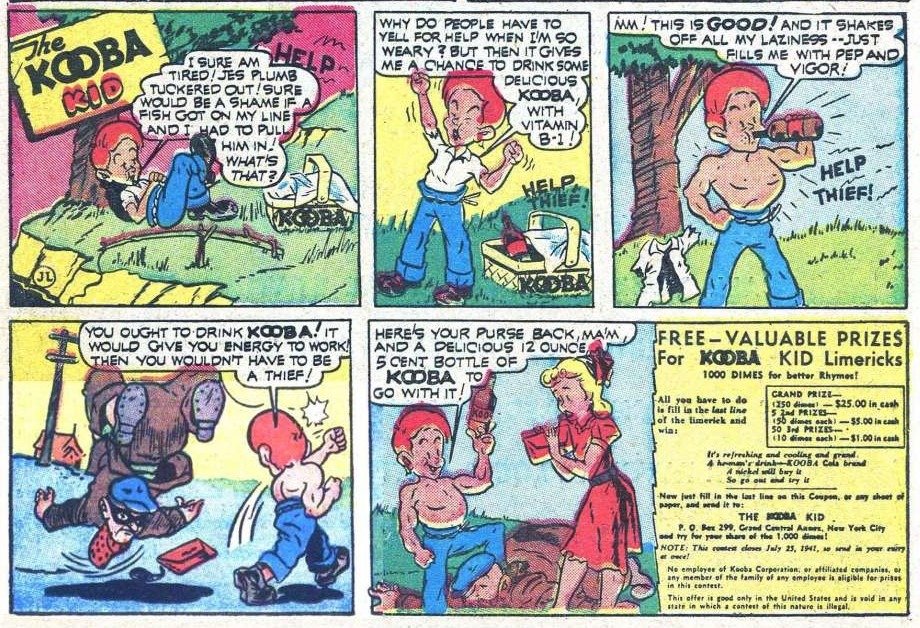 The
KOOBA
KID
I SURE AM
TIRED! JES PLUMB
TUCKERED OUT! SURE
WOULD BE A SHAME IF A
FISH GOT ON MY LINE
AND I HAD TO PULL
HIM IN!
WHAT'S
THAT?
HELP
KOOBA
JL
WHY DO PEOPLE HAVE TO
YELL FOR HELP WHEN I'M SO
WEARY? BUT THEN IT GIVES
ME A CHANCE TO DRINK SOME
DELICIOUS
KOOBA,
WITH
VITAMIN
B-1!
HELP
THIEF!
KOOBA
MM! THIS IS GOOD! AND IT SHAKES
OFF ALL MY LAZINESS--JUST
FILLS ME WITH PEP AND
VIGOR!
HELP
THIEF!
YOU OUGHT TO DRINK KOOBA! IT
WOULD GIVE YOU ENERGY TO WORK!
THEN YOU WOULDN'T HAVE TO BE
A THIEF!
HERE'S YOUR PURSE BACK, MA'M,
AND A DELICIOUS 12 OUNCE
5 CENT BOTTLE OF
KOOBA TO
GO WITH IT!
FREE—VALUABLE PRIZES
For KOOBA KID Limericks
1000 DIMES for better Rhymes!
All you have to do
is fill in the last line
of the limerick and
win:
GRAND PRIZE—
(250 dimes) — $25.00 in cash
5 2nd PRIZES—
(50 dimes each) — $5.00 in cash
50 3rd PRIZES—
(10 dimes each) — $1.00 in cash
It's refreshing and cooling and grand
A he-man's drink—KOOBA Cola brand
A nickel will buy it
So go out and try it
Now just fill in the last line on this Coupon, or any sheet of
paper, and send it to:
THE KOOBA KID
P. O. Box 299, Grand Central Annex, New York City
and try for your share of the 1,000 dimes!
NOTE: This contest closes July 25, 1941, so send in your entry
at once!
No employee of Kooba Corporation, or affiliated companies, or
any member of the family of any employee is eligible for prizes
in this contest.
This offer is good only in the United States and is void in any
state in which a contest of this nature is illegal.